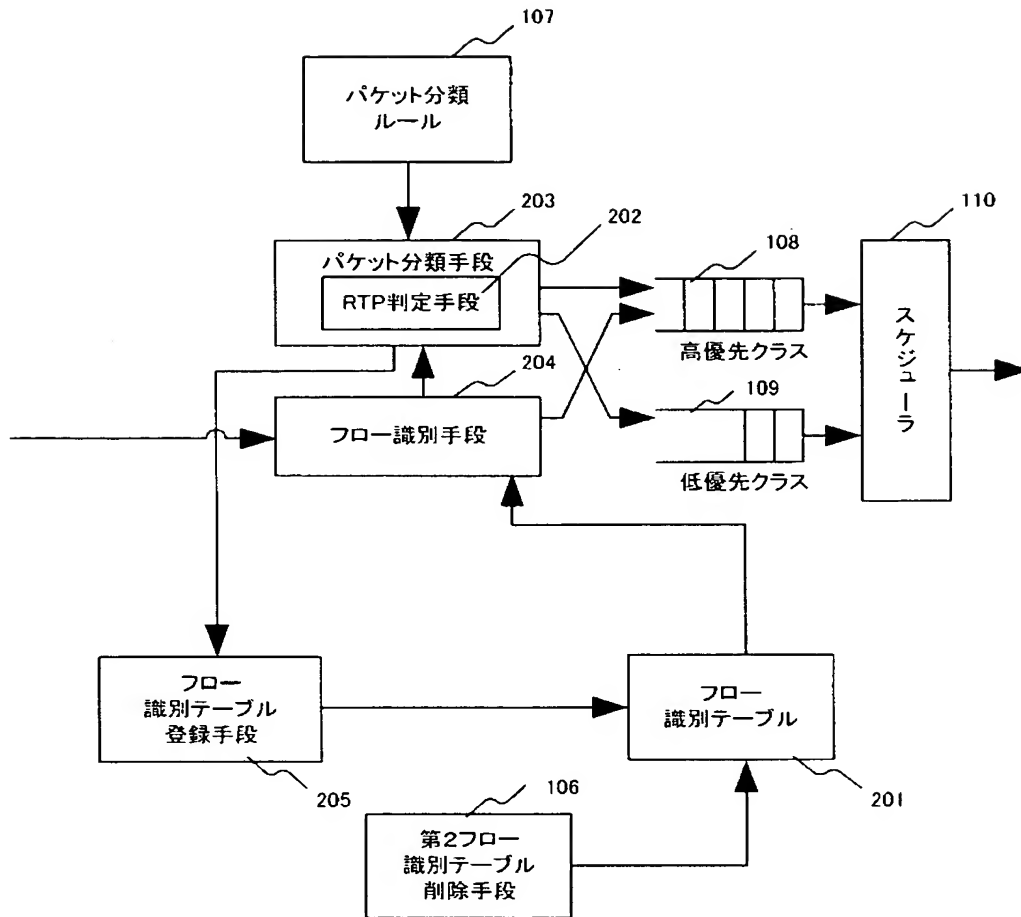 107
パケット分類
ルール
203
202
110
パケット分類手段
108
RTP判定手段
高優先クラス
スケジューラ
204
109
フロー識別手段
低優先クラス
フロー
識別テーブル
登録手段
フロー
識別テーブル
205
106
201
第2フロー
識別テーブル
削除手段